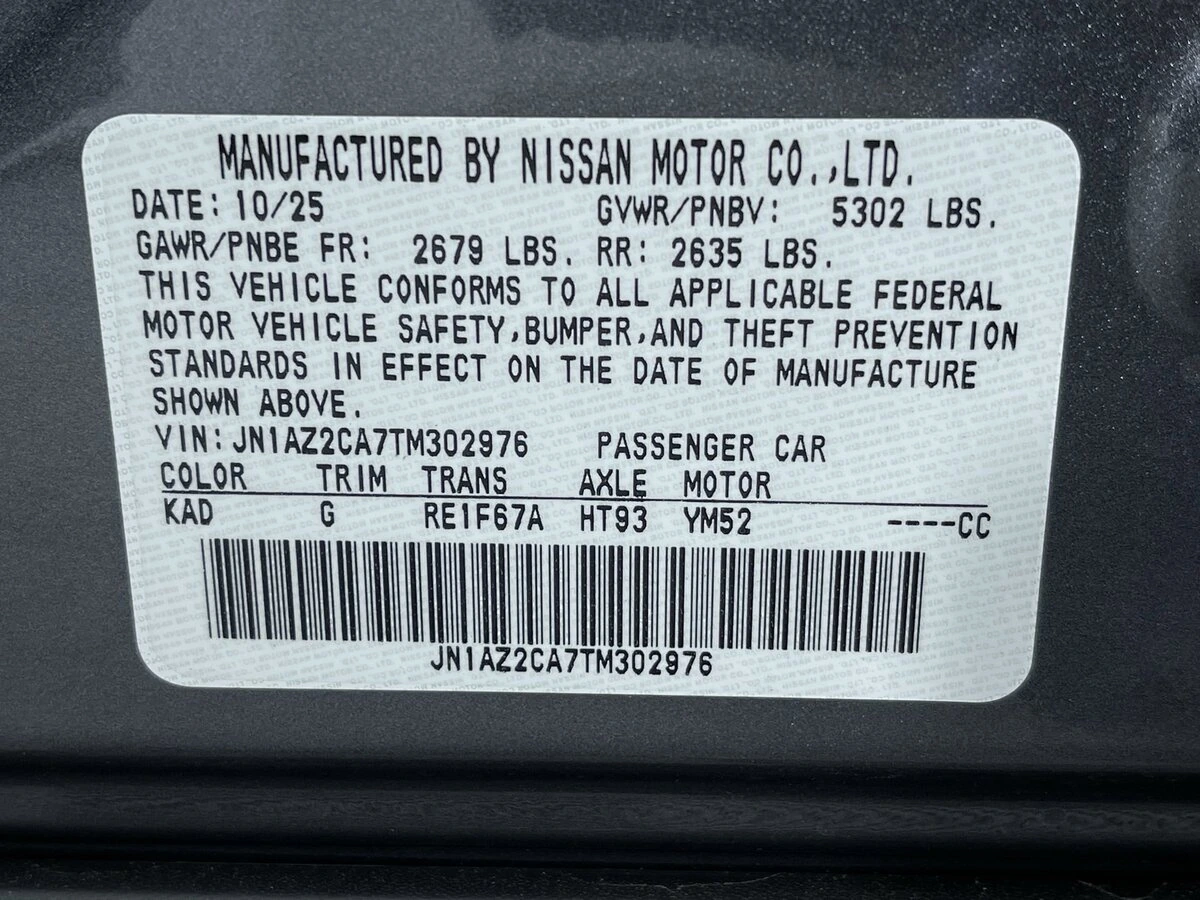 MANUFACTURED BY NISSAN MOTOR CO.,LTD.
DATE: 10/25 GVWR/PNBV: 5302 LBS.
GAWR/PNBE FR: 2679 LBS. RR: 2635 LBS.
THIS VEHICLE CONFORMS TO ALL APPLICABLE FEDERAL
MOTOR VEHICLE SAFETY,BUMPER,AND THEFT PREVENTION
STANDARDS IN EFFECT ON THE DATE OF MANUFACTURE
SHOWN ABOVE.
VIN:JN1AZ2CA7TM302976 PASSENGER CAR
COLOR TRIM TRANS AXLE MOTOR
KAD G RE1F67A HT93 YM52 ----CC
JN1AZ2CA7TM302976